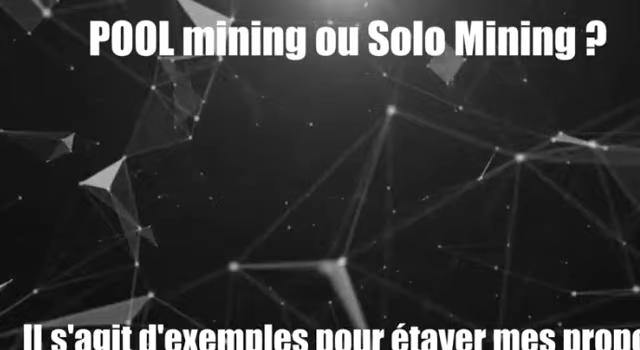 POOL mining ou Solo Mining ?
Il s'agit d'exemples pour étayer mes